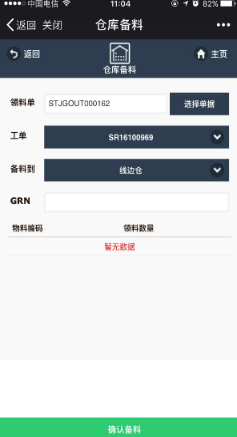 中国电信 11:04 82%
返回 关闭 仓库备料
返回 仓库备料 主页
领料单 STJGOUT000162 选择单据
工单 SR16100969
备料到 线边仓
GRN
物料编码 领料数量
暂无数据
确认备料